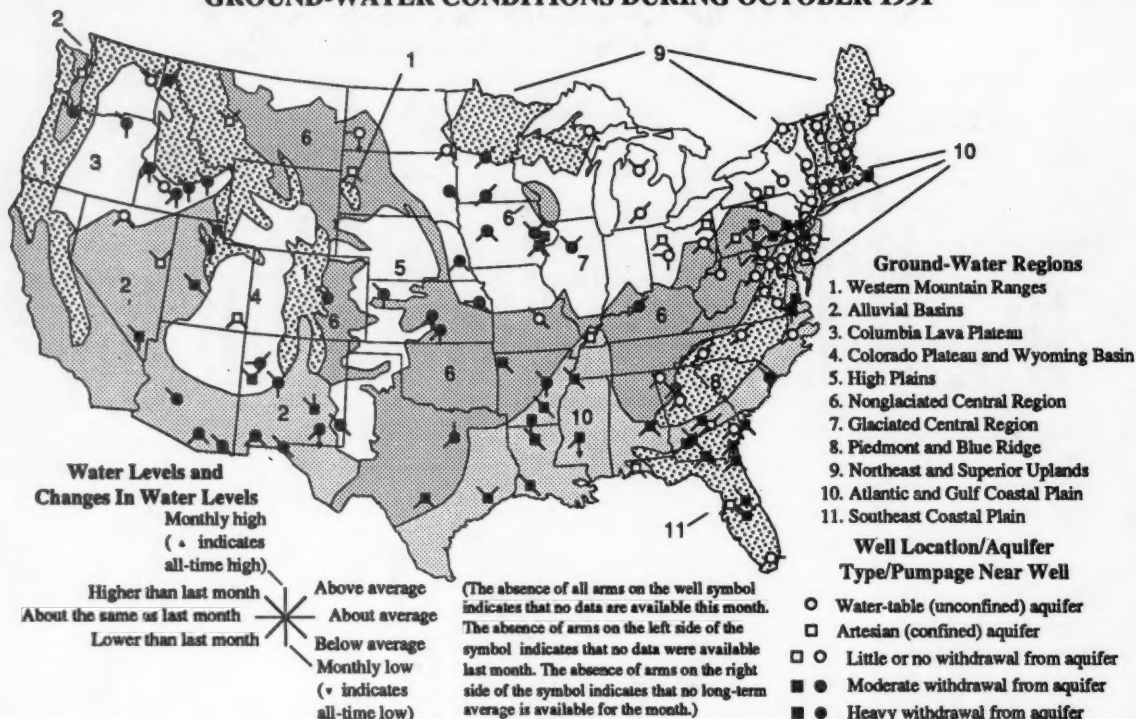 GROUND-WATER CONDITIONS DURING OCTOBER 1991
2
1
9
6
3
1
10
6
5
7
2
4
1
6
6
6
8
2
10
11
Ground-Water Regions
1. Western Mountain Ranges
2. Alluvial Basins
3. Columbia Lava Plateau
4. Colorado Plateau and Wyoming Basin
5. High Plains
6. Nonglaciated Central Region
7. Glaciated Central Region
8. Piedmont and Blue Ridge
9. Northeast and Superior Uplands
10. Atlantic and Gulf Coastal Plain
11. Southeast Coastal Plain
Water Levels and
Changes In Water Levels
Monthly high
( ▴ indicates
all-time high)
Higher than last month
About the same as last month
Lower than last month
Above average
About average
Below average
Monthly low
(▾ indicates
all-time low)
(The absence of all arms on the well symbol
indicates that no data are available this month.
The absence of arms on the left side of the
symbol indicates that no data were available
last month. The absence of arms on the right
side of the symbol indicates that no long-term
average is available for the month.)
Well Location/Aquifer
Type/Pumpage Near Well
Water-table (unconfined) aquifer
Artesian (confined) aquifer
Little or no withdrawal from aquifer
Moderate withdrawal from aquifer
Heavy withdrawal from aquifer